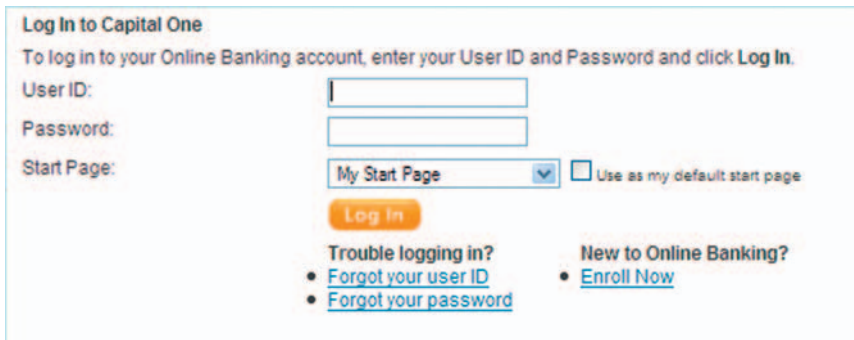 Log In to Capital One
To log in to your Online Banking account, enter your User ID and Password and click Log In.
User ID:
Password:
Start Page:
My Start Page
Use as my default start page
Log In
Trouble logging in?
New to Online Banking?
Forgot your user ID
Enroll Now
Forgot your password